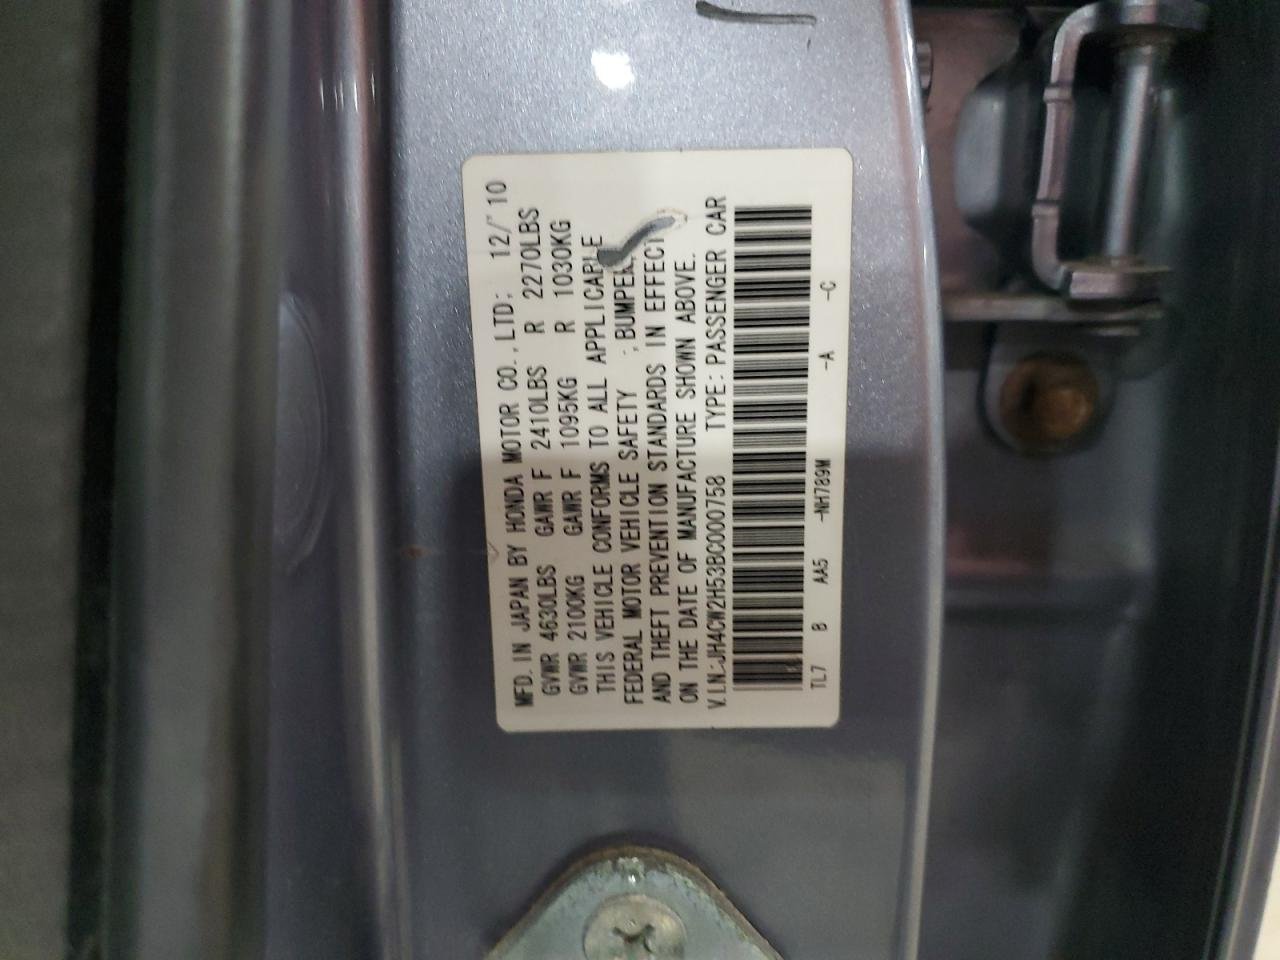 MFD. IN JAPAN BY HONDA MOTOR CO., LTD; 12/'10
GVWR 4630LBS GAWR F 2410LBS R 2270LBS
GVWR 2100KG GAWR F 1095KG R 1030KG
THIS VEHICLE CONFORMS TO ALL APPLICABLE
FEDERAL MOTOR VEHICLE SAFETY , BUMPER,
AND THEFT PREVENTION STANDARDS IN EFFECT
ON THE DATE OF MANUFACTURE SHOWN ABOVE.
V.I.N.:JH4CW2H53BC000758 TYPE: PASSENGER CAR
TL7 B AA5 -NH789M -A -C